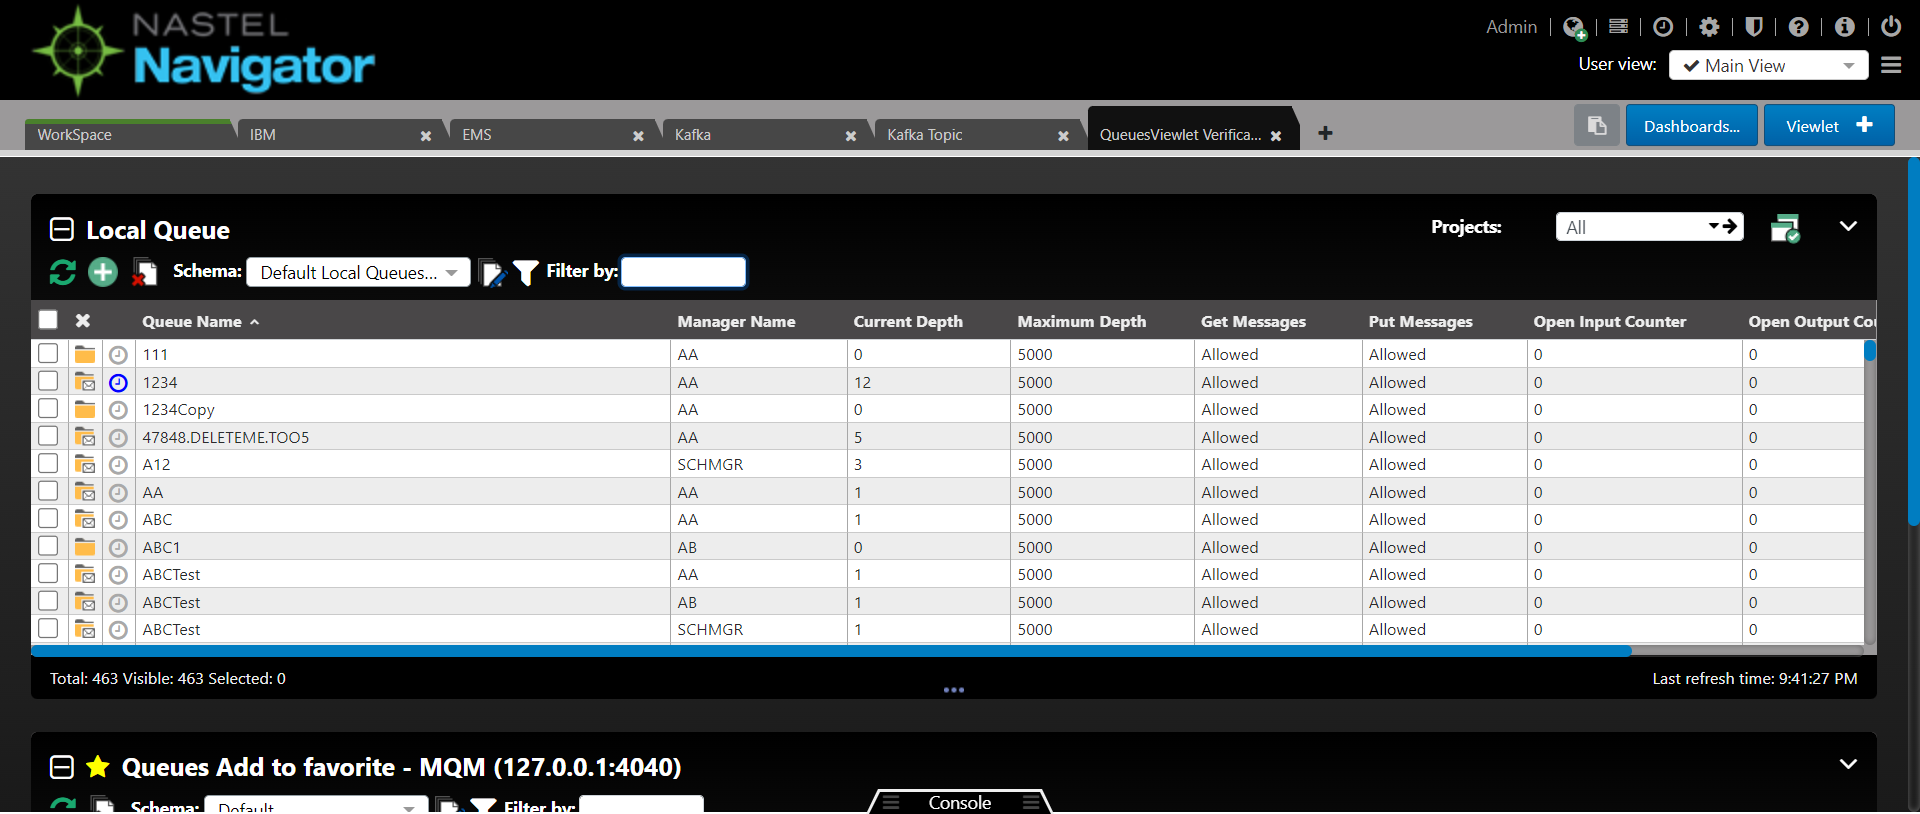 NASTEL
Navigator
Admin
User view: Main View
WorkSpace IBM EMS Kafka Kafka Topic QueuesViewlet Verifica... Dashboards... Viewlet
Local Queue Projects: All
Schema: Default Local Queues... Filter by:
Queue Name Manager Name Current Depth Maximum Depth Get Messages Put Messages Open Input Counter Open Output
111 AA 0 5000 Allowed Allowed 0 0
1234 AA 12 5000 Allowed Allowed 0 0
1234Copy AA 0 5000 Allowed Allowed 0 0
47848.DELETEME.TOO5 AA 5 5000 Allowed Allowed 0 0
A12 SCHMGR 3 5000 Allowed Allowed 0 0
AA AA 1 5000 Allowed Allowed 0 0
ABC AA 1 5000 Allowed Allowed 0 0
ABC1 AB 0 5000 Allowed Allowed 0 0
ABCTest AA 1 5000 Allowed Allowed 0 0
ABCTest AB 1 5000 Allowed Allowed 0 0
ABCTest SCHMGR 1 5000 Allowed Allowed 0 0
Total: 463 Visible: 463 Selected: 0 Last refresh time: 9:41:27 PM
Queues Add to favorite - MQM (127.0.0.1:4040)
Schema: Default Filter by:
Console